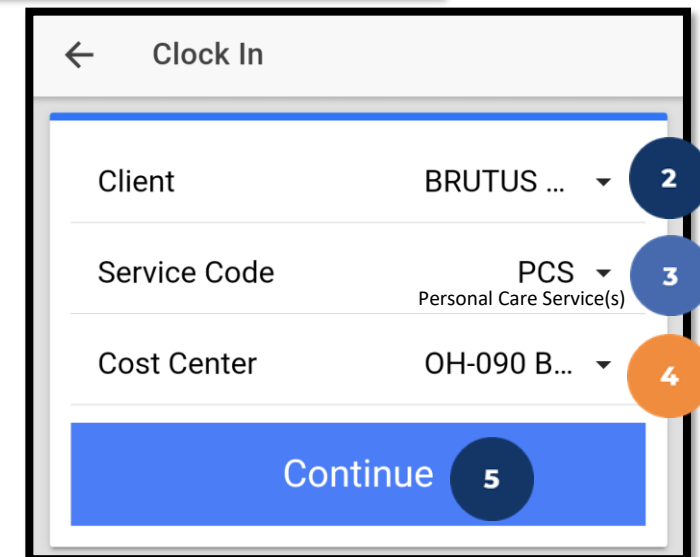 ← Clock In
Client BRUTUS ... 2
Service Code PCS 3
Personal Care Service(s)
Cost Center OH-090 B... 4
Continue 5